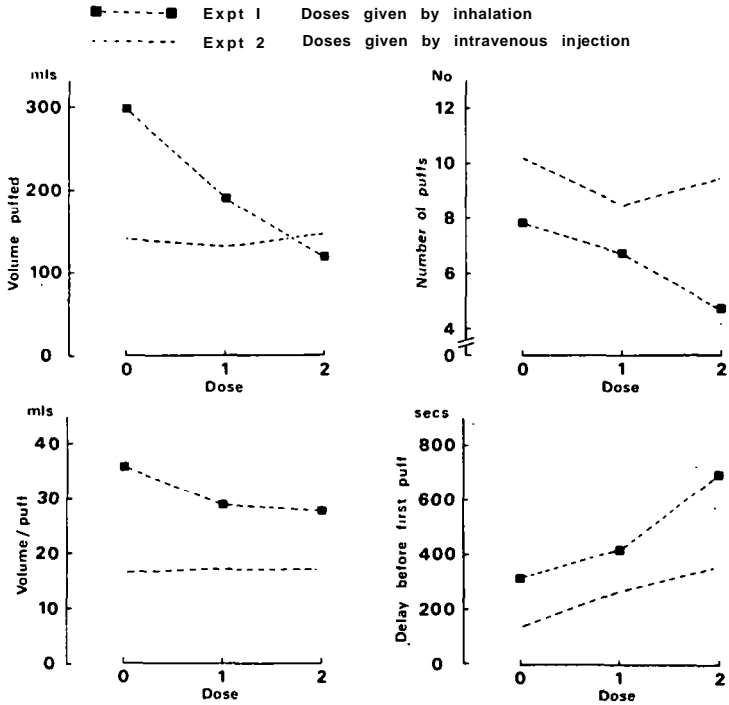 Expt I Doses given by inhalation
Expt 2 Doses given by intravenous injection
mls
300
200
100
0
Volume puffed
0 1 2
Dose
No
12
10
8
6
4
0
Number of puffs
0 1 2
Dose
mls
40
30
20
10
0
Volume/puff
0 1 2
Dose
secs
800
600
400
200
0
Delay before first puff
0 1 2
Dose